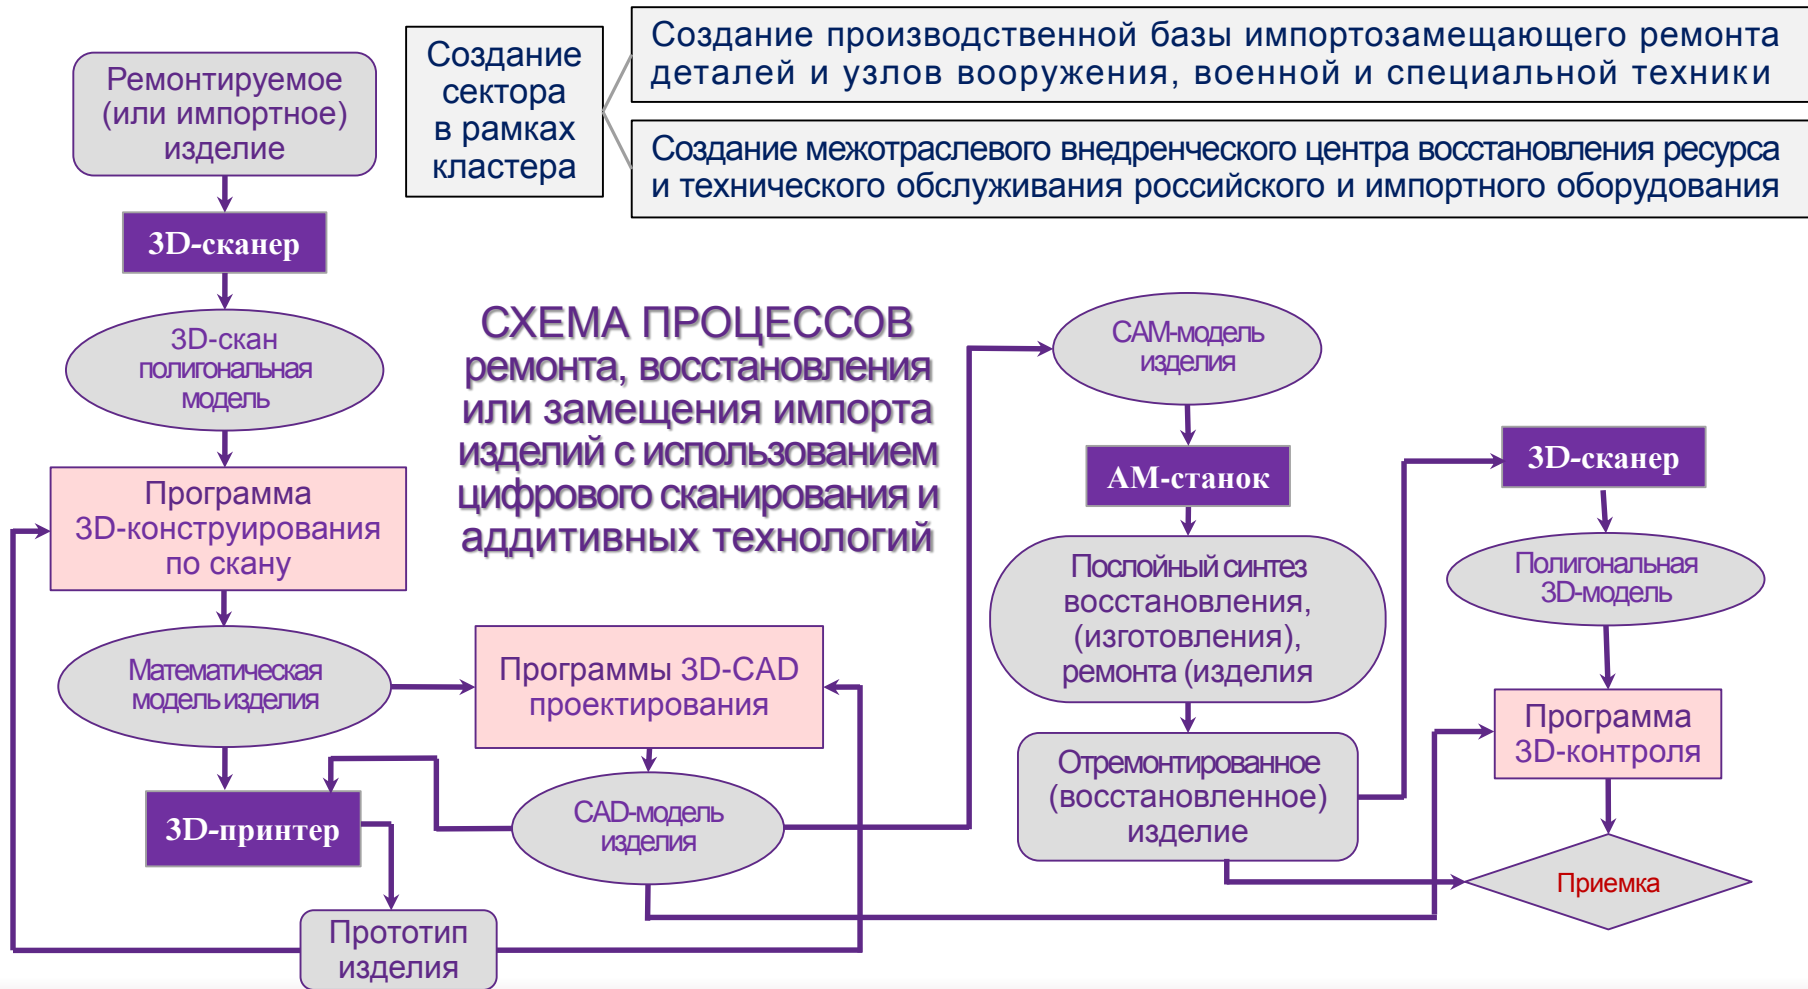 Ремонтируемое
(или импортное)
изделие
3D-сканер
3D-скан
полигональная
модель
Программа
3D-конструирования
по скану
Математическая
модель изделия
3D-принтер
Прототип
изделия
Создание
сектора
в рамках
кластера
Создание производственной базы импортозамещающего ремонта
деталей и узлов вооружения, военной и специальной техники
Создание межотраслевого внедренческого центра восстановления ресурса
и технического обслуживания российского и импортного оборудования
СХЕМА ПРОЦЕССОВ
ремонта, восстановления
или замещения импорта
изделий с использованием
цифрового сканирования и
аддитивных технологий
Программы 3D-CAD
проектирования
CAD-модель
изделия
CAM-модель
изделия
АМ-станок
Послойный синтез
восстановления,
(изготовления),
ремонта (изделия
Отремонтированное
(восстановленное)
изделие
3D-сканер
Полигональная
3D-модель
Программа
3D-контроля
Приемка